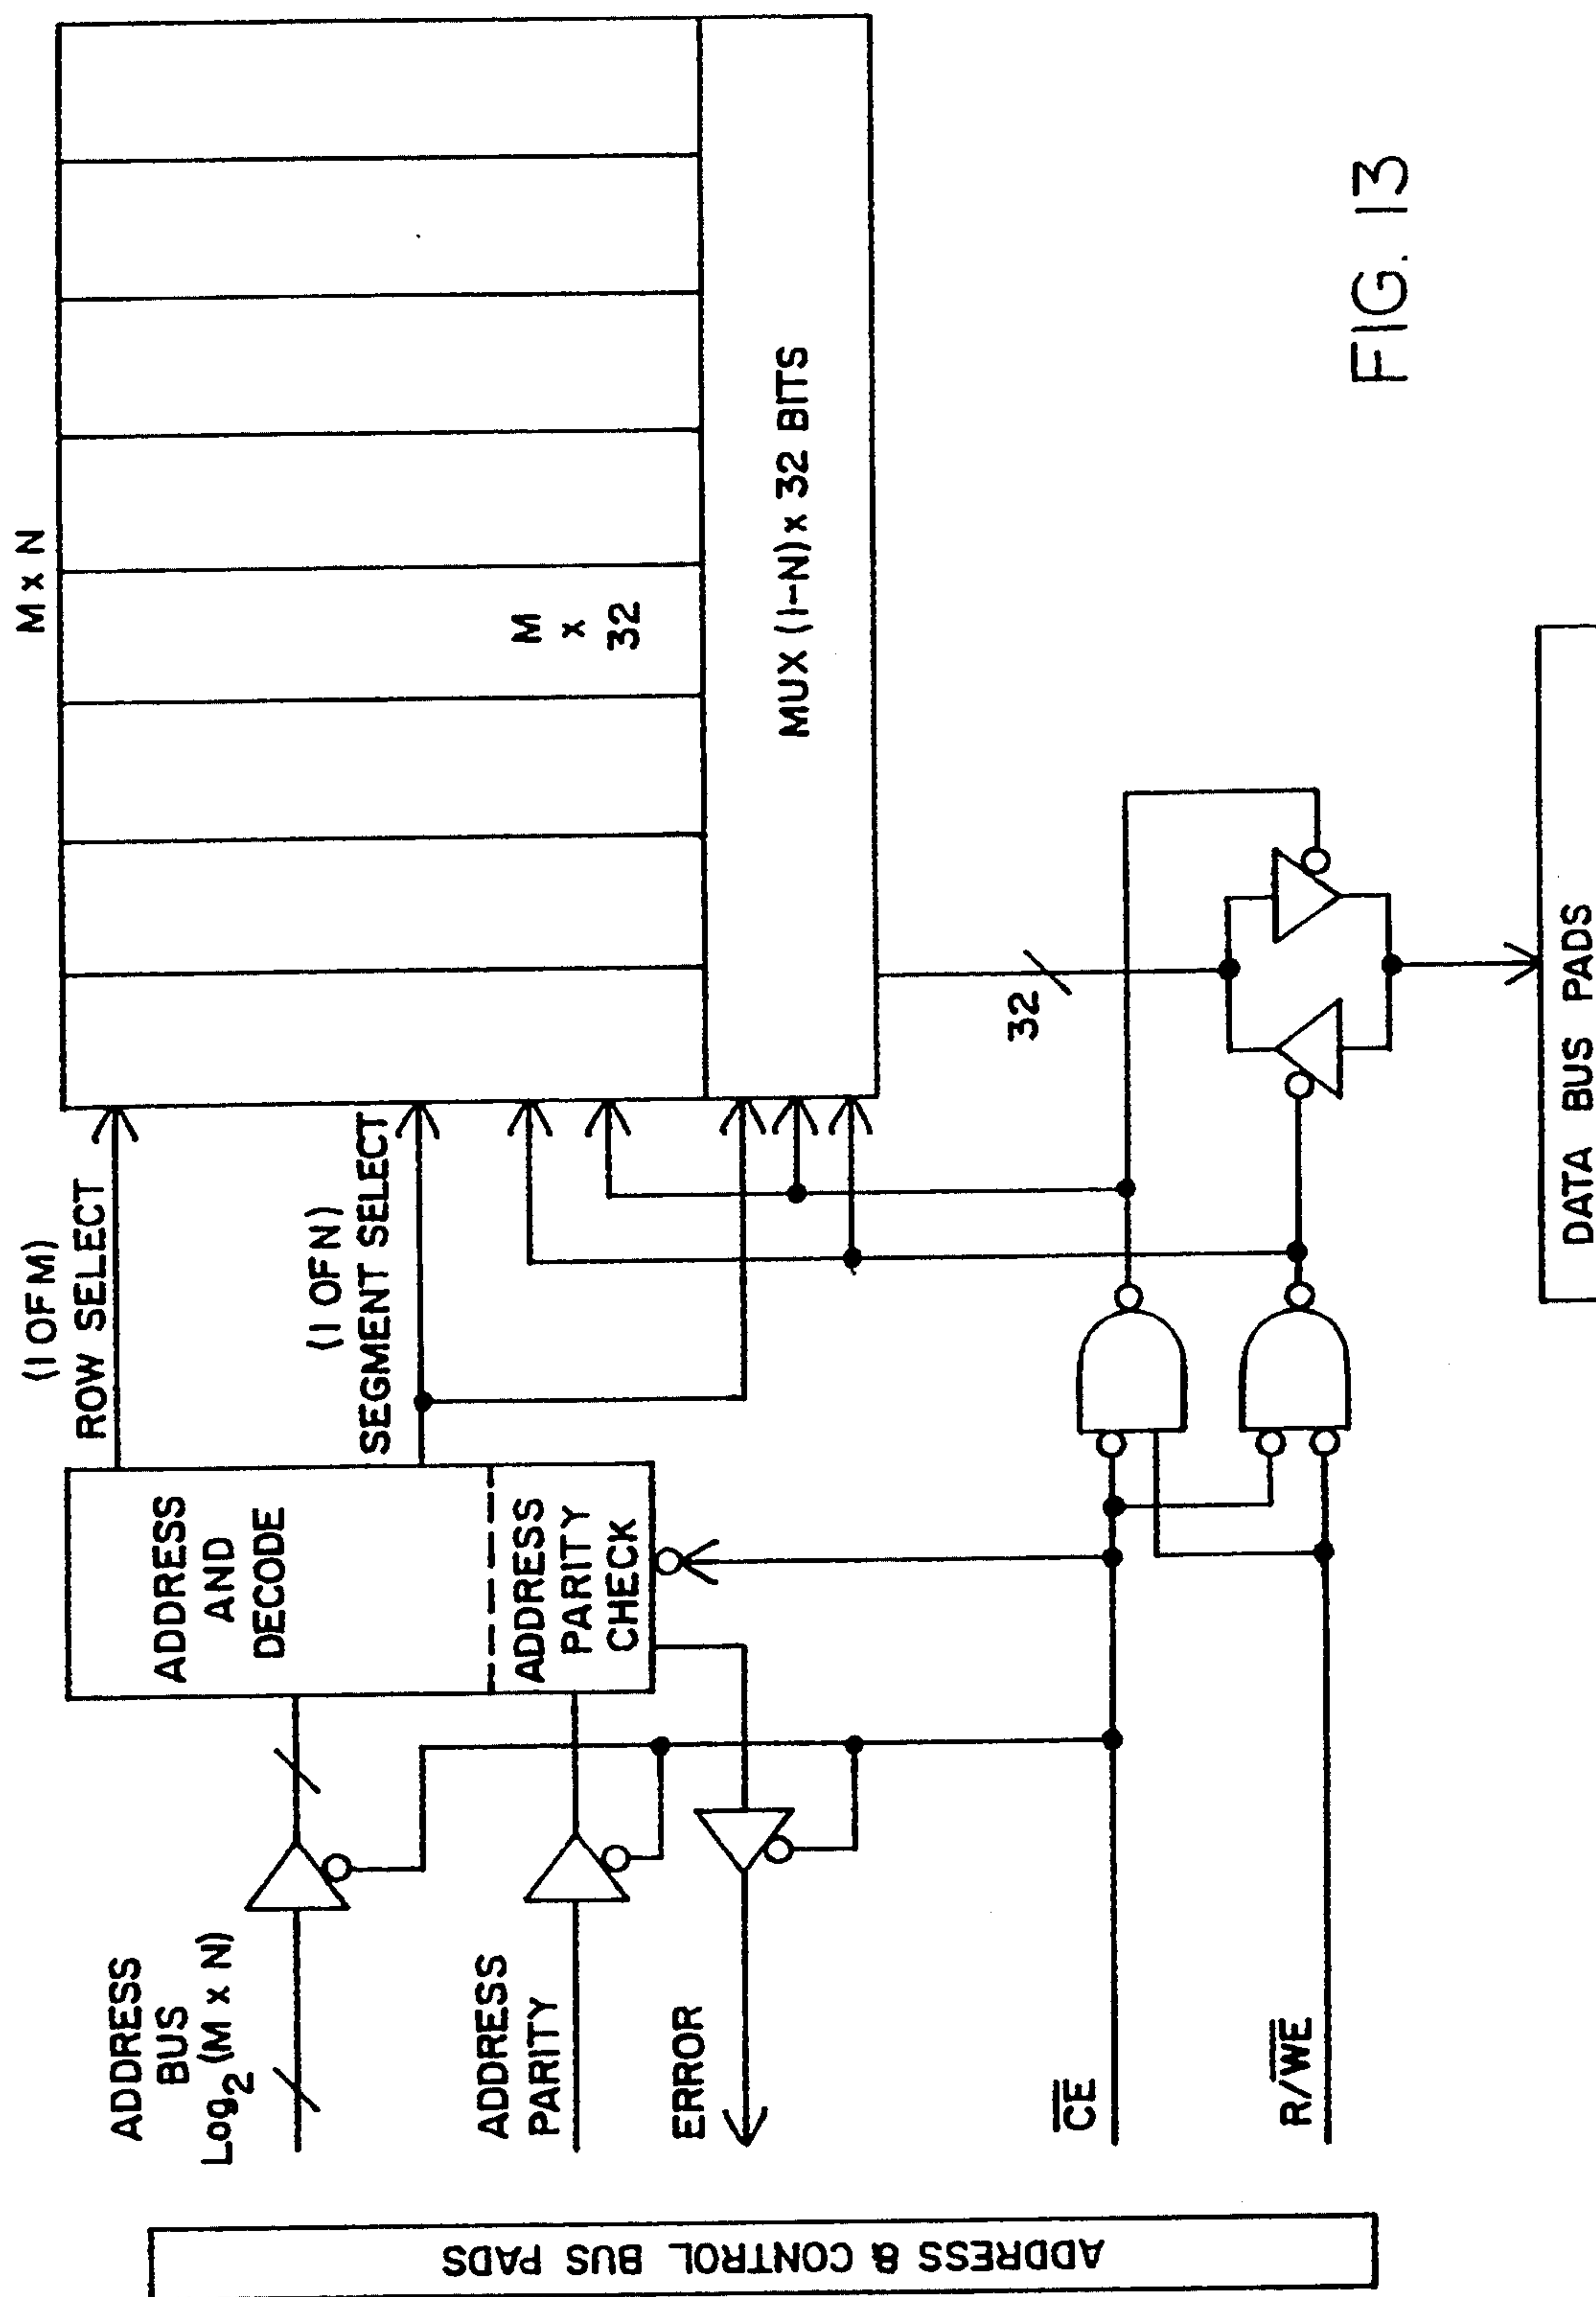 M x N
M
x
32
MUX (1-N) x 32 BITS
(1 OF M)
ROW SELECT
(1 OF N)
SEGMENT SELECT
ADDRESS
AND
DECODE
ADDRESS
PARITY
CHECK
ADDRESS
BUS
Log2 (M x N)
ADDRESS
PARITY
ERROR
CE
R/WE
ADDRESS & CONTROL BUS PADS
32
DATA BUS PADS
FIG. 13